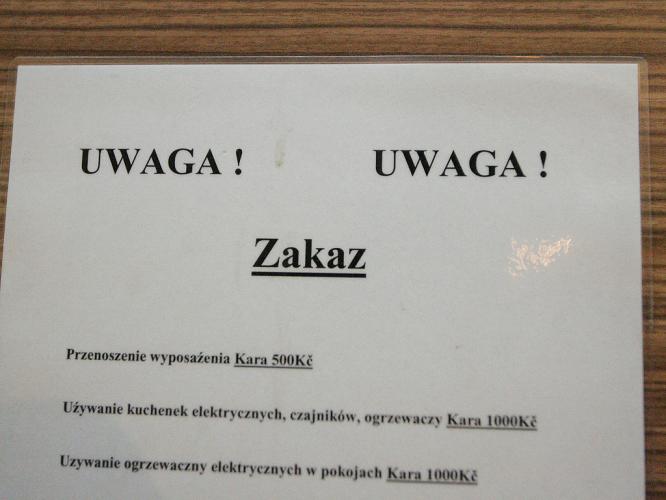 UWAGA ! UWAGA !
Zakaz
Przenoszenie wyposaźenia Kara 500Kč
Uźywanie kuchenek elektrycznych, czajników, ogrzewaczy Kara 1000Kč
Uzywanie ogrzewaczny elektrycznych w pokojach Kara 1000Kč